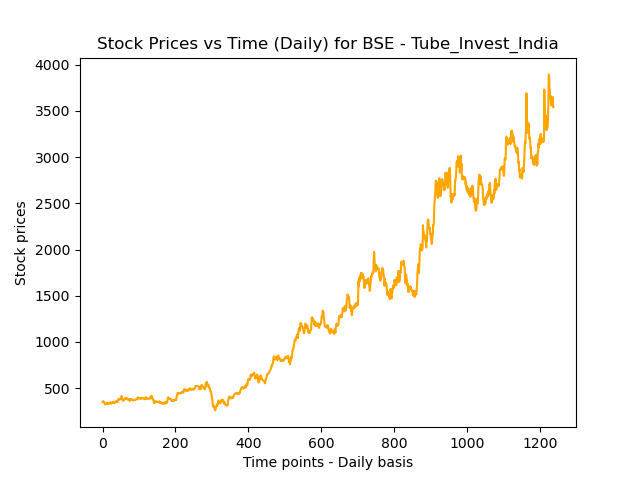 Stock Prices vs Time (Daily) for BSE - Tube_Invest_India
Stock prices
4000
3500
3000
2500
2000
1500
1000
500
0 200 400 600 800 1000 1200
Time points - Daily basis